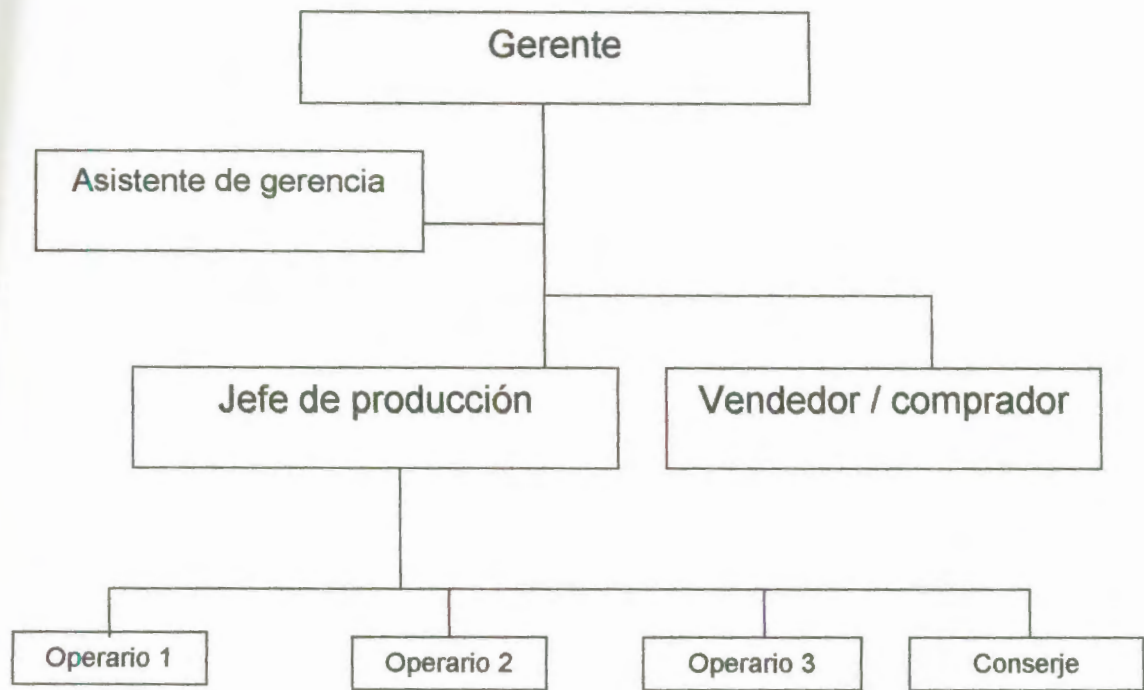 Gerente
Asistente de gerencia
Jefe de producción
Vendedor / comprador
Operario 1
Operario 2
Operario 3
Conserje